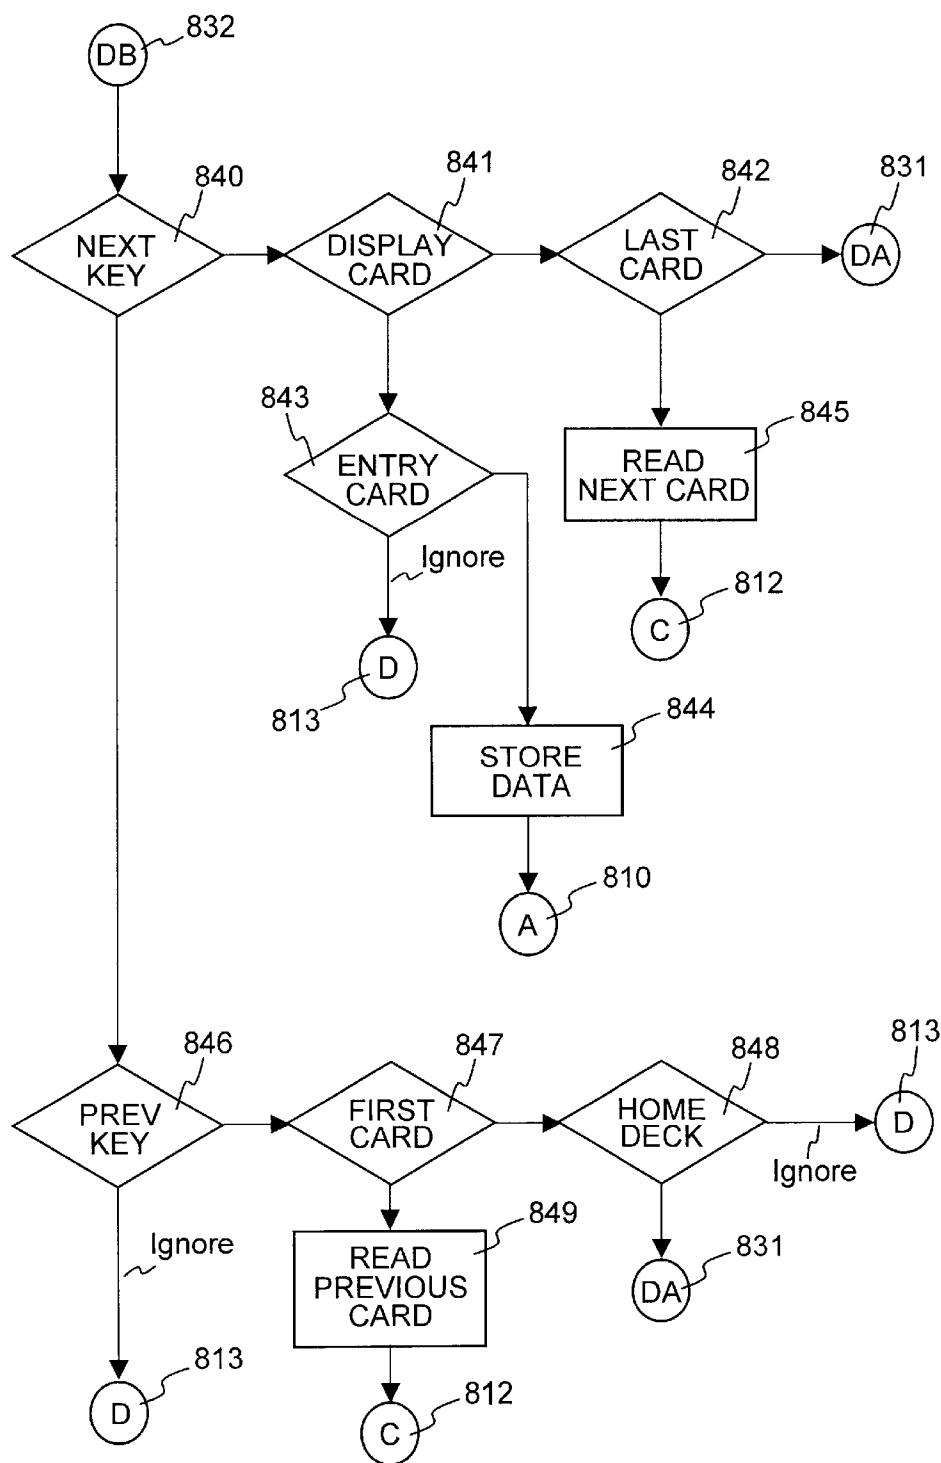 DB
832
840
NEXT
KEY
841
DISPLAY
CARD
842
LAST
CARD
831
DA
843
ENTRY
CARD
Ignore
D
813
845
READ
NEXT CARD
812
C
844
STORE
DATA
810
A
846
PREV
KEY
847
FIRST
CARD
848
HOME
DECK
Ignore
813
D
Ignore
813
D
849
READ
PREVIOUS
CARD
812
C
831
DA